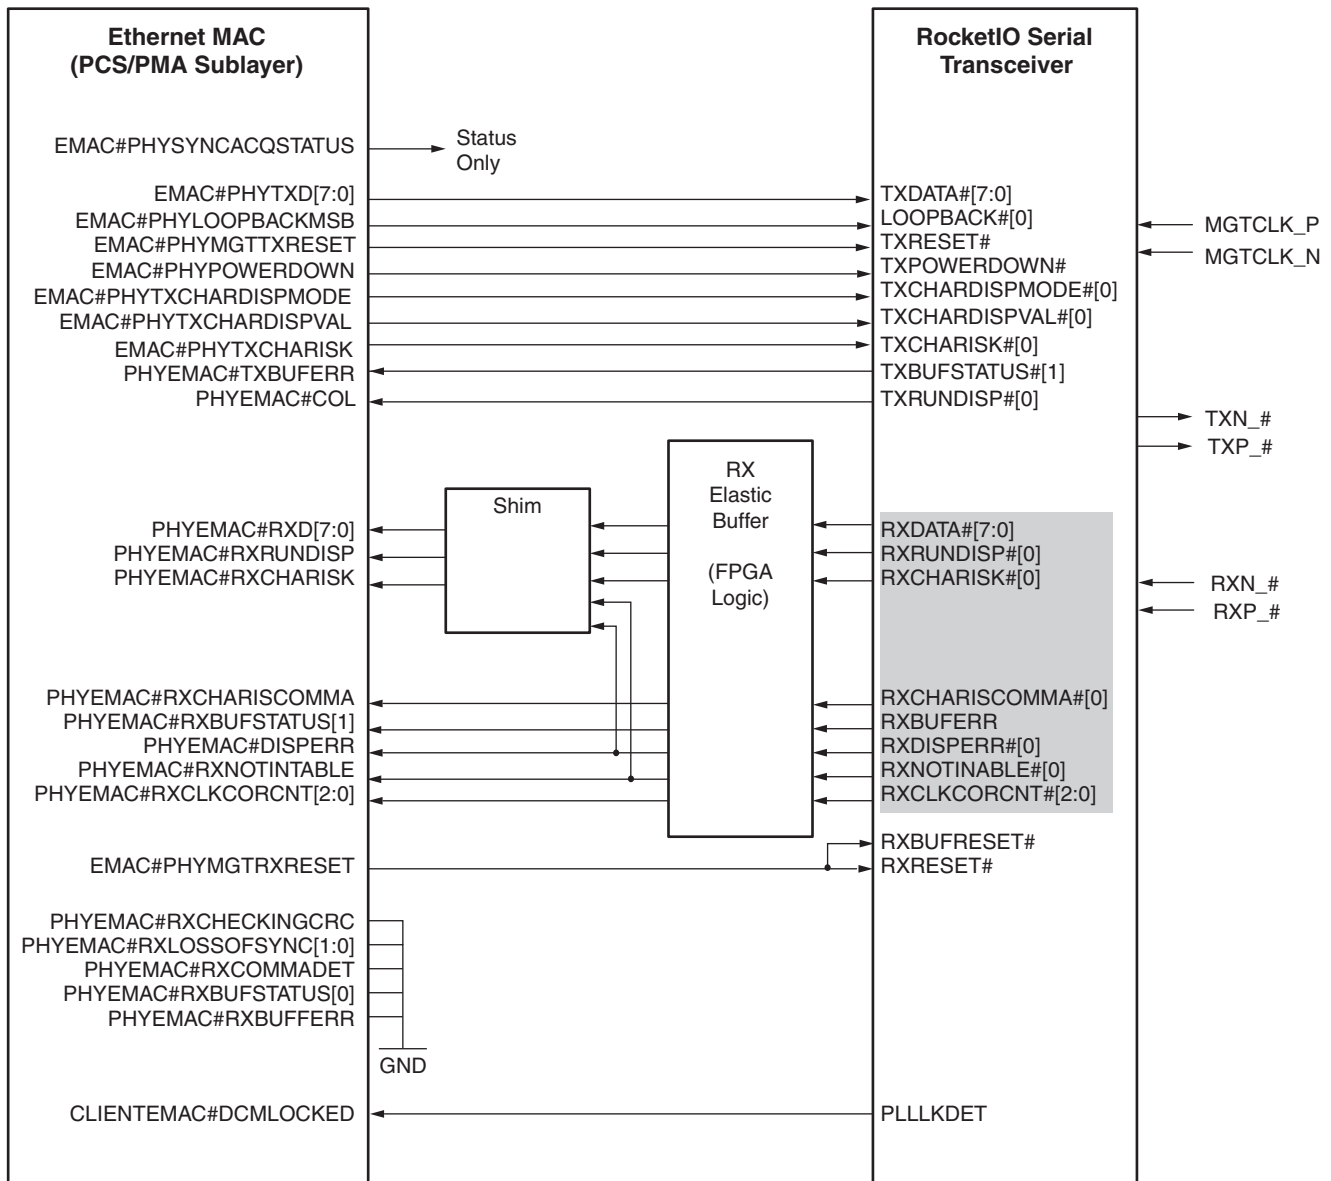 Ethernet MAC
(PCS/PMA Sublayer)
EMAC#PHYSYNCACQSTATUS
EMAC#PHYTXD[7:0]
EMAC#PHYLOOPBACKMSB
EMAC#PHYMGTTXRESET
EMAC#PHYPOWERDOWN
EMAC#PHYTXCHARDISPMODE
EMAC#PHYTXCHARDISPVAL
EMAC#PHYTXCHARISK
PHYEMAC#TXBUFERR
PHYEMAC#COL
PHYEMAC#RXD[7:0]
PHYEMAC#RXRUNDISP
PHYEMAC#RXCHARISK
PHYEMAC#RXCHARISCOMMA
PHYEMAC#RXBUFSTATUS[1]
PHYEMAC#DISPERR
PHYEMAC#RXNOTINTABLE
PHYEMAC#RXCLKCORCNT[2:0]
EMAC#PHYMGTRXRESET
PHYEMAC#RXCHECKINGCRC
PHYEMAC#RXLOSSOFSYNC[1:0]
PHYEMAC#RXCOMMADET
PHYEMAC#RXBUFSTATUS[0]
PHYEMAC#RXBUFFERR
CLIENTEMAC#DCMLOCKED
Status
Only
GND
Shim
RX
Elastic
Buffer
(FPGA
Logic)
RocketIO Serial
Transceiver
TXDATA#[7:0]
LOOPBACK#[0]
TXRESET#
TXPOWERDOWN#
TXCHARDISPMODE#[0]
TXCHARDISPVAL#[0]
TXCHARISK#[0]
TXBUFSTATUS#[1]
TXRUNDISP#[0]
RXDATA#[7:0]
RXRUNDISP#[0]
RXCHARISK#[0]
RXCHARISCOMMA#[0]
RXBUFERR
RXDISPERR#[0]
RXNOTINABLE#[0]
RXCLKCORCNT#[2:0]
RXBUFRESET#
RXRESET#
PLLLKDET
MGTCLK_P
MGTCLK_N
TXN_#
TXP_#
RXN_#
RXP_#